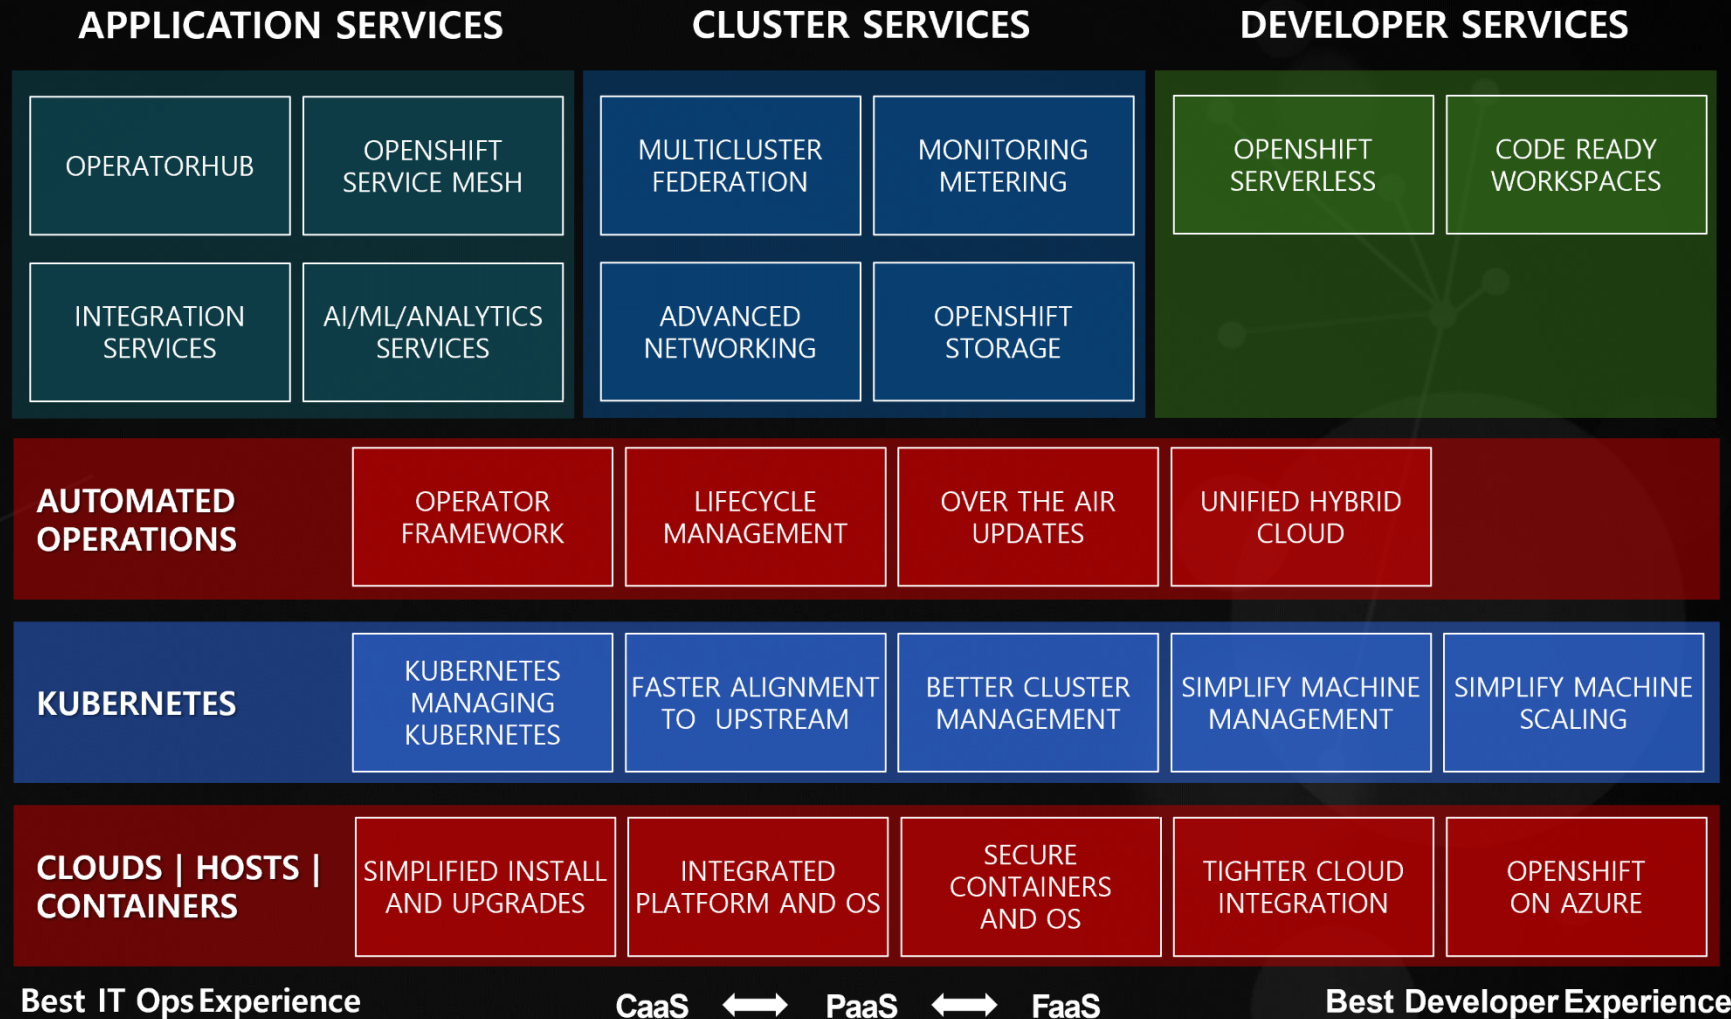 APPLICATION SERVICES
CLUSTER SERVICES
DEVELOPER SERVICES
OPERATORHUB
OPENSHIFT
SERVICE MESH
INTEGRATION
SERVICES
AI/ML/ANALYTICS
SERVICES
MULTICLUSTER
FEDERATION
MONITORING
METERING
ADVANCED
NETWORKING
OPENSHIFT
STORAGE
OPENSHIFT
SERVERLESS
CODE READY
WORKSPACES
AUTOMATED
OPERATIONS
OPERATOR
FRAMEWORK
LIFECYCLE
MANAGEMENT
OVER THE AIR
UPDATES
UNIFIED HYBRID
CLOUD
KUBERNETES
KUBERNETES
MANAGING
KUBERNETES
FASTER ALIGNMENT
TO UPSTREAM
BETTER CLUSTER
MANAGEMENT
SIMPLIFY MACHINE
MANAGEMENT
SIMPLIFY MACHINE
SCALING
CLOUDS | HOSTS |
CONTAINERS
SIMPLIFIED INSTALL
AND UPGRADES
INTEGRATED
PLATFORM AND OS
SECURE
CONTAINERS
AND OS
TIGHTER CLOUD
INTEGRATION
OPENSHIFT
ON AZURE
Best IT Ops Experience
CaaS
PaaS
FaaS
Best Developer Experience